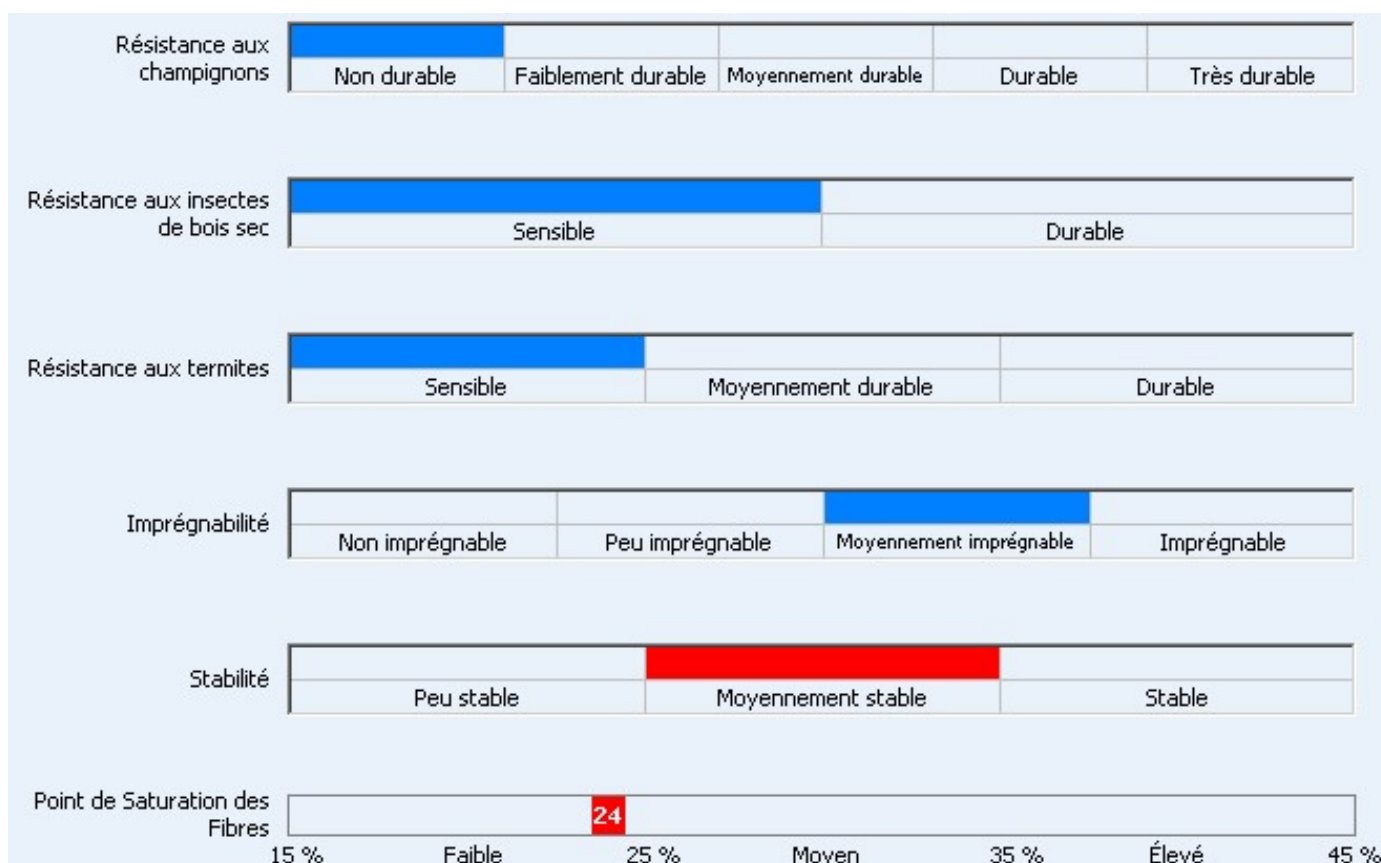 Résistance aux
champignons
Non durable Faiblement durable Moyennement durable Durable Très durable
Résistance aux insectes
de bois sec
Sensible Durable
Résistance aux termites
Sensible Moyennement durable Durable
Imprégnabilité
Non imprégnable Peu imprégnable Moyennement imprégnable Imprégnable
Stabilité
Peu stable Moyennement stable Stable
Point de Saturation des
Fibres
24
15 % Faible 25 % Moyen 35 % Élevé 45 %